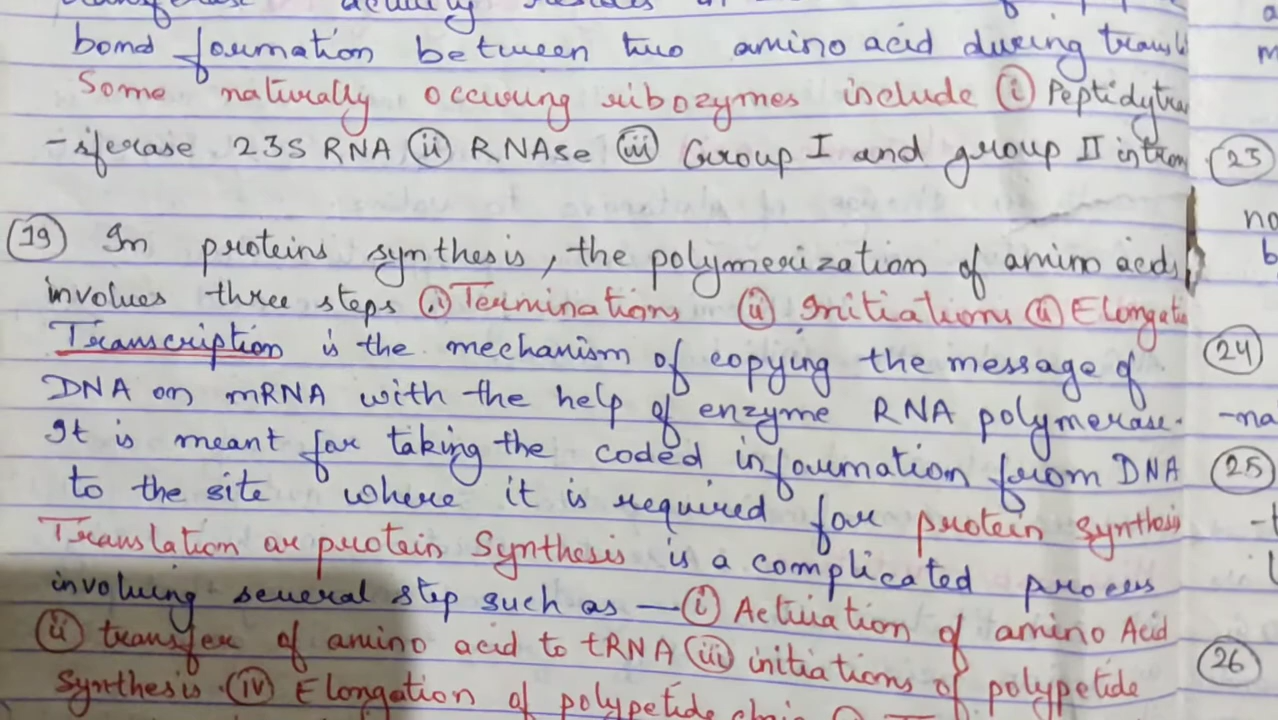 bond formation between two amino acid during transl
Some naturally occuring ribozymes include (i) Peptidytra
-sferase 23S RNA (ii) RNAse (iii) Group I and group II intron
(23)
(19) In proteins synthesis, the polymerization of amino acids
involves three steps (i) Terminations (ii) Initiations (ii) Elongati
Transcription is the mechanism of copying the message of
(24)
DNA on mRNA with the help of enzyme RNA polymerase.
-na
It is meant for taking the coded information from DNA
(25)
to the site where it is required for protein synthesis
Translation or protein Synthesis is a complicated process
involving several step such as — (i) Activation of amino Acid
(ii) transfer of amino acid to tRNA (iii) initiations of polypetide
(26)
Synthesis. (iv) Elongation of polypetide chain